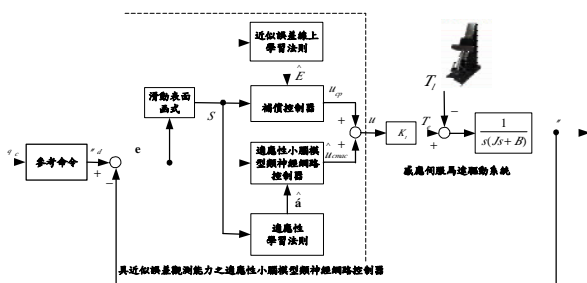 近似誤差線上
學習法則
Ê
滑動表面
函式
S
補償控制器
u_cp
T_l
−
+
+
u
K_t
T_e
+
1
s(Js+B)
q_c
參考命令
d
+
−
e
適應性小腦模
型類神經網路
控制器
û_cmac
感應伺服馬達驅動系統
â
適應性
學習法則
具近似誤差觀測能力之適應性小腦模型類神經網路控制器